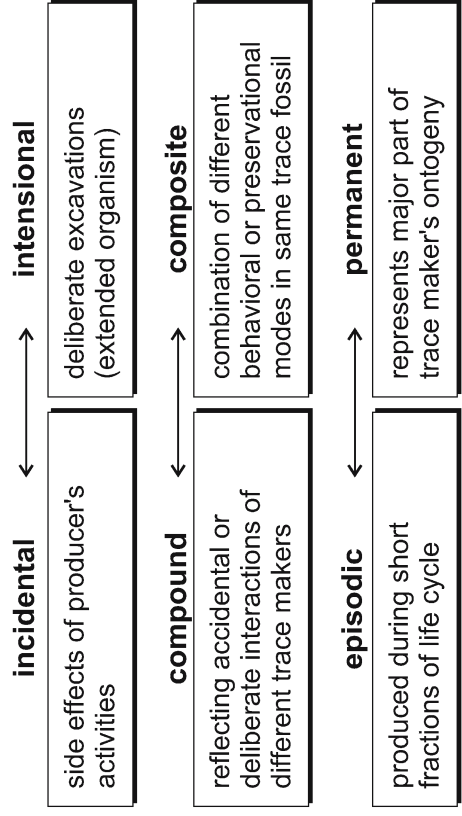 incidental
intensional
side effects of producer's
activities
deliberate excavations
(extended organism)
compound
composite
reflecting accidental or
deliberate interactions of
different trace makers
combination of different
behavioral or preservational
modes in same trace fossil
episodic
permanent
produced during short
fractions of life cycle
represents major part of
trace maker's ontogeny